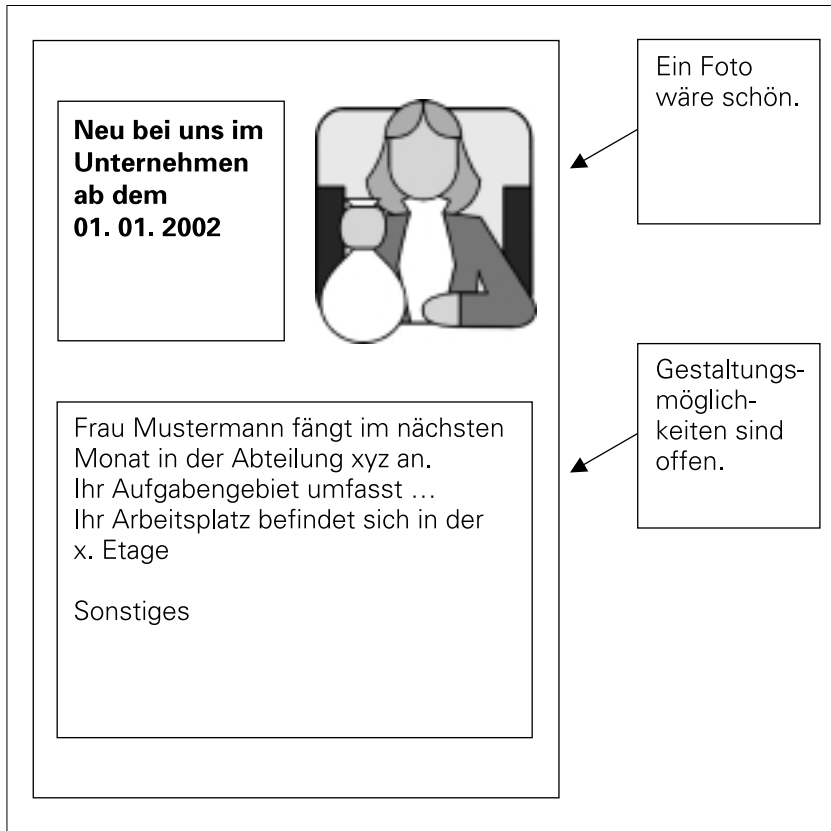 Ein Foto
wäre schön.
Neu bei uns im
Unternehmen
ab dem
01. 01. 2002
Gestaltungs-
möglich-
keiten sind
offen.
Frau Mustermann fängt im nächsten
Monat in der Abteilung xyz an.
Ihr Aufgabengebiet umfasst …
Ihr Arbeitsplatz befindet sich in der
x. Etage
Sonstiges